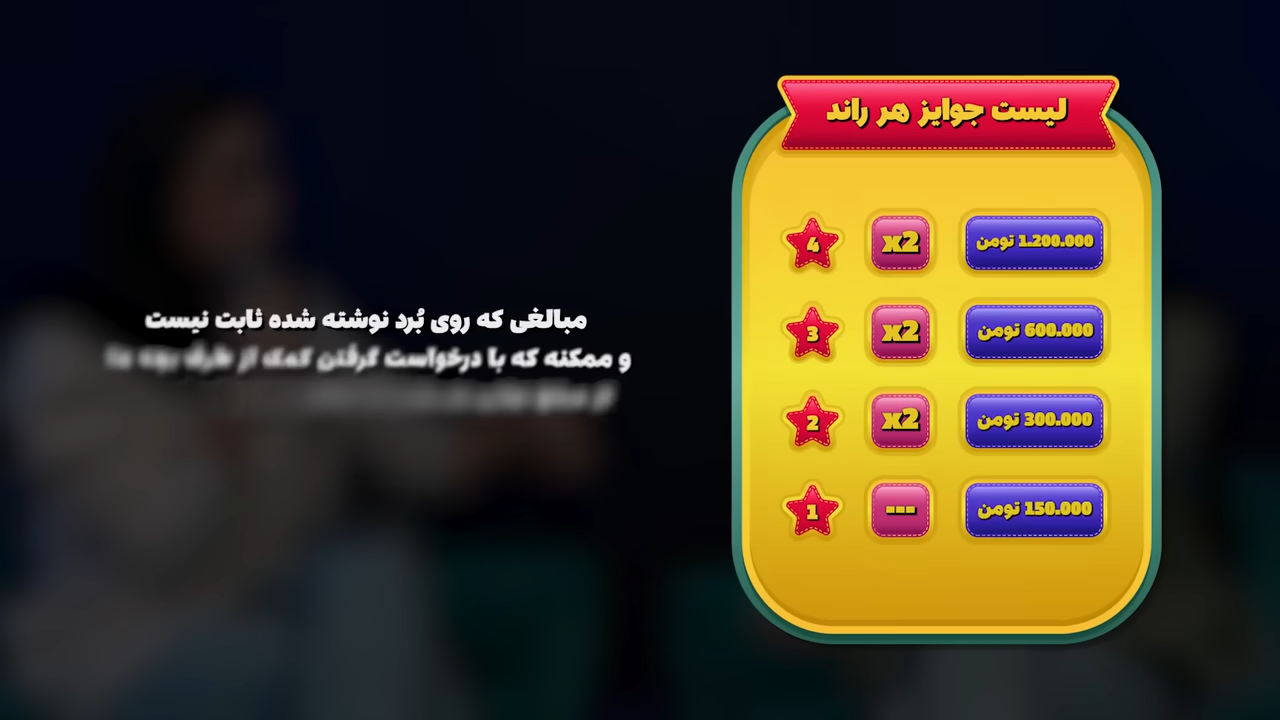 لیست جوایز هر راند
4 x2 1.200.000 تومن
3 x2 600.000 تومن
2 x2 300.000 تومن
1 --- 150.000 تومن
مبالغی که روی بُرد نوشته شده ثابت نیست
و ممکنه که با درخواست گرفتن کمک از طرف